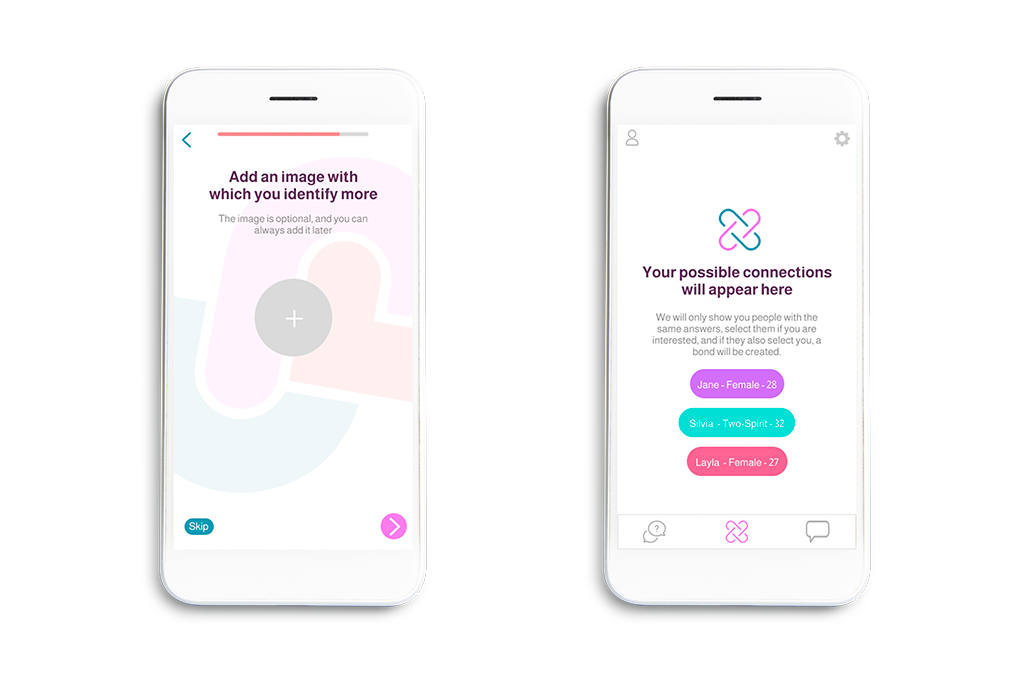 Add an image with
which you identify more
The image is optional, and you can
always add it later
+
Skip
Your possible connections
will appear here
We will only show you people with the
same answers, select them if you are
interested, and if they also select you, a
bond will be created.
Jane - Female - 28
Silvia - Two-Spirit - 32
Layla - Female - 27
?